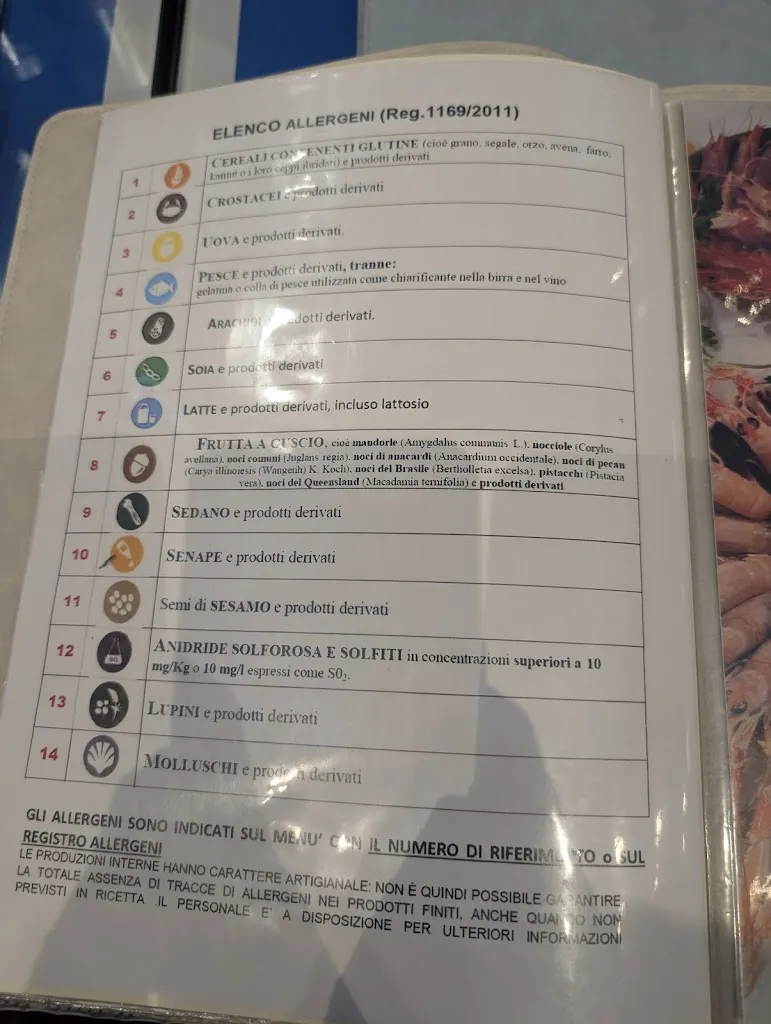 ELENCO ALLERGENI (Reg.1169/2011)
1 CEREALI CONTENENTI GLUTINE (cioè grano, segale, orzo, avena, farro,
kamut o i loro ceppi ibridati) e prodotti derivati
2 CROSTACEI e prodotti derivati
3 UOVA e prodotti derivati.
4 PESCE e prodotti derivati, tranne:
gelatina o colla di pesce utilizzata come chiarificante nella birra e nel vino
5 ARACHIDI e prodotti derivati.
6 SOIA e prodotti derivati
7 LATTE e prodotti derivati, incluso lattosio
8 FRUTTA A GUSCIO, cioè mandorle (Amygdalus communis L.), nocciole (Corylus
avellana), noci comuni (Juglans regia), noci di anacardi (Anacardium occidentale), noci di pecan
(Carya illinoiesis (Wangenh) K. Koch), noci del Brasile (Bertholletia excelsa), pistacchi (Pistacia
vera), noci del Queensland (Macadamia ternifolia) e prodotti derivati
9 SEDANO e prodotti derivati
10 SENAPE e prodotti derivati
11 Semi di SESAMO e prodotti derivati
12 ANIDRIDE SOLFOROSA E SOLFITI in concentrazioni superiori a 10
mg/Kg o 10 mg/l espressi come SO₂.
13 LUPINI e prodotti derivati
14 MOLLUSCHI e prodotti derivati
GLI ALLERGENI SONO INDICATI SUL MENU' CON IL NUMERO DI RIFERIMENTO o SUL
REGISTRO ALLERGENI
LE PRODUZIONI INTERNE HANNO CARATTERE ARTIGIANALE: NON È QUINDI POSSIBILE GARANTIRE
LA TOTALE ASSENZA DI TRACCE DI ALLERGENI NEI PRODOTTI FINITI, ANCHE QUANTO NON
PREVISTI IN RICETTA .IL PERSONALE E' A DISPOSIZIONE PER ULTERIORI INFORMAZIONI